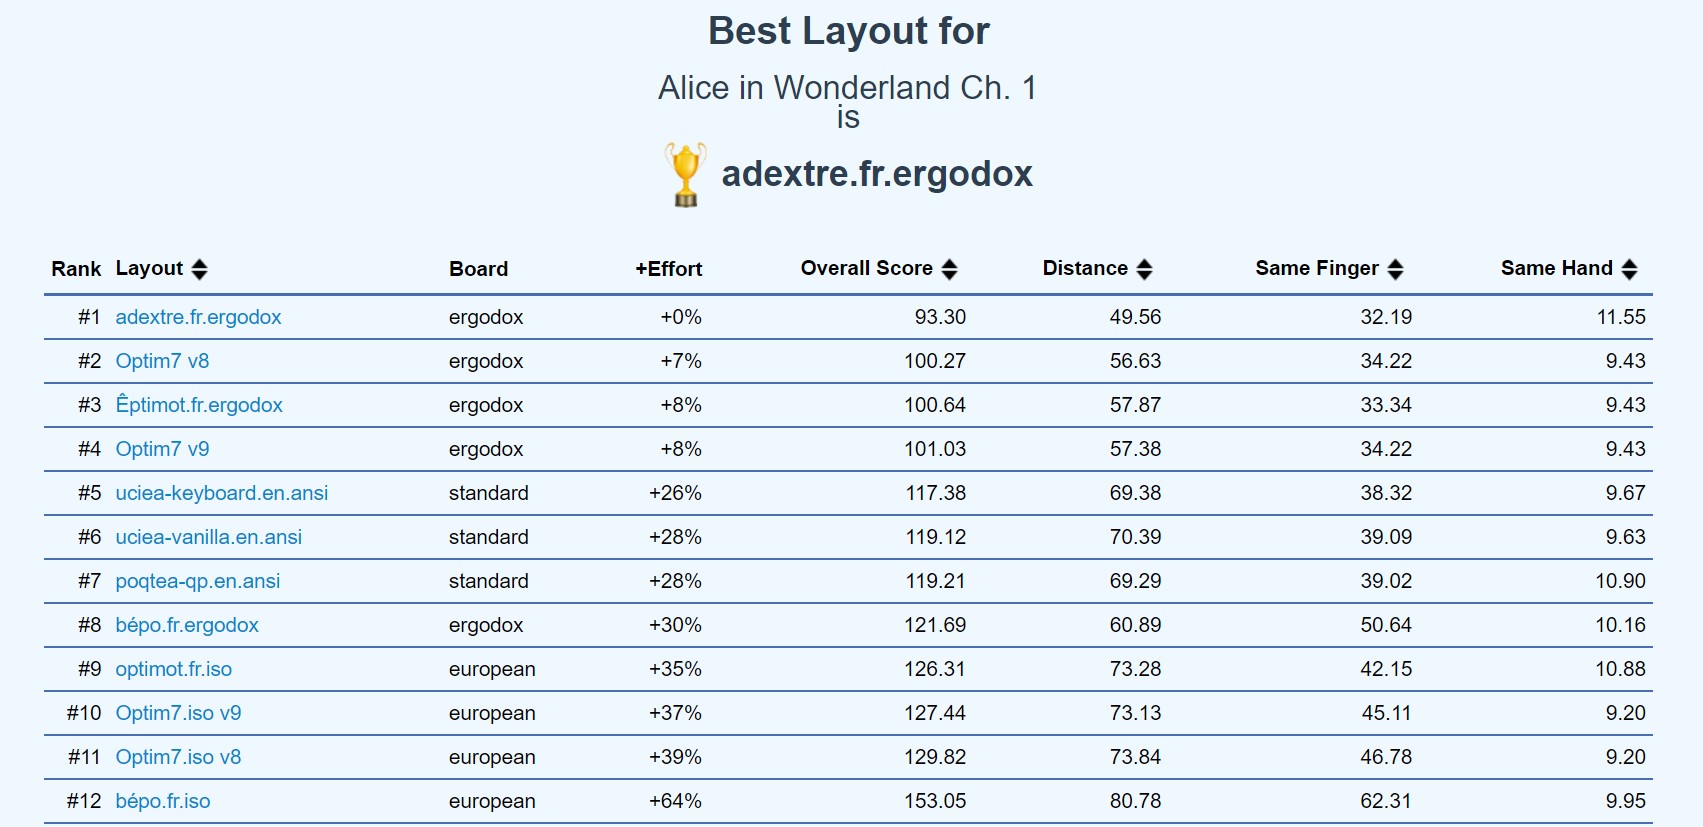 Best Layout for
Alice in Wonderland Ch. 1
is
adextre.fr.ergodox
Rank Layout Board +Effort Overall Score Distance Same Finger Same Hand
#1 adextre.fr.ergodox ergodox +0% 93.30 49.56 32.19 11.55
#2 Optim7 v8 ergodox +7% 100.27 56.63 34.22 9.43
#3 Êptimot.fr.ergodox ergodox +8% 100.64 57.87 33.34 9.43
#4 Optim7 v9 ergodox +8% 101.03 57.38 34.22 9.43
#5 uciea-keyboard.en.ansi standard +26% 117.38 69.38 38.32 9.67
#6 uciea-vanilla.en.ansi standard +28% 119.12 70.39 39.09 9.63
#7 poqtea-qp.en.ansi standard +28% 119.21 69.29 39.02 10.90
#8 bépo.fr.ergodox ergodox +30% 121.69 60.89 50.64 10.16
#9 optimot.fr.iso european +35% 126.31 73.28 42.15 10.88
#10 Optim7.iso v9 european +37% 127.44 73.13 45.11 9.20
#11 Optim7.iso v8 european +39% 129.82 73.84 46.78 9.20
#12 bépo.fr.iso european +64% 153.05 80.78 62.31 9.95